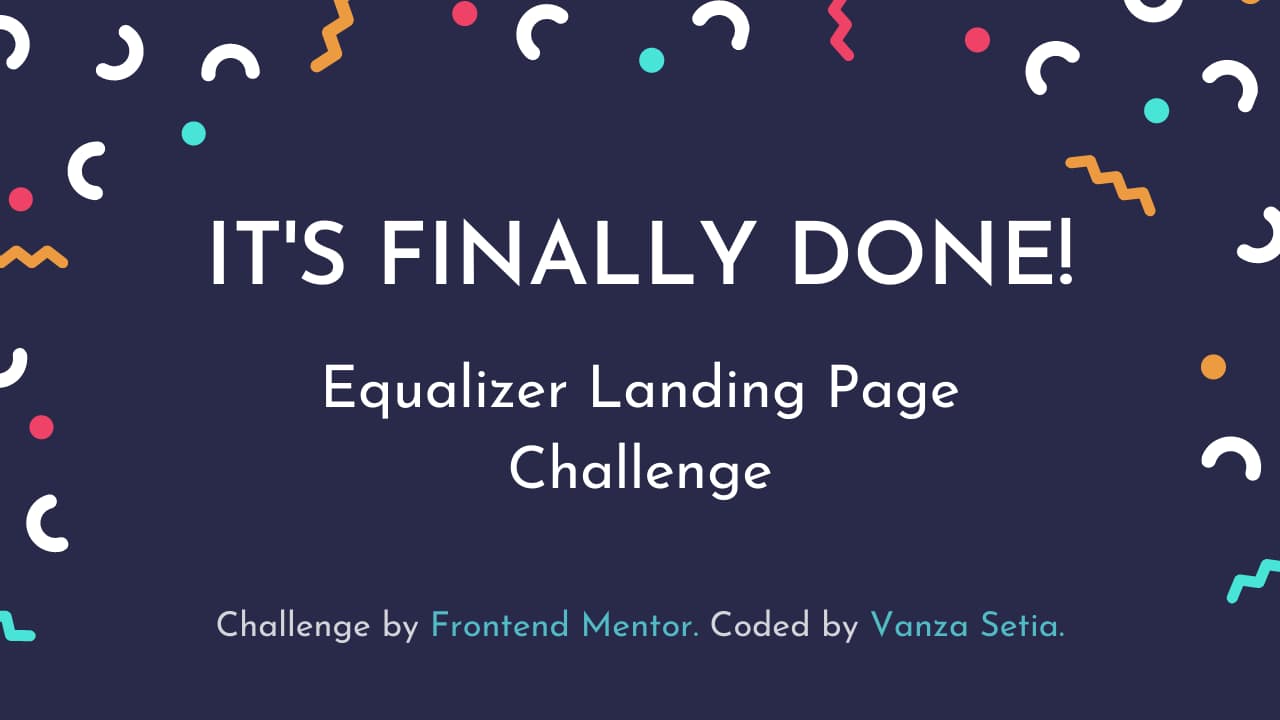 IT'S FINALLY DONE!
Equalizer Landing Page
Challenge
Challenge by Frontend Mentor. Coded by Vanza Setia.